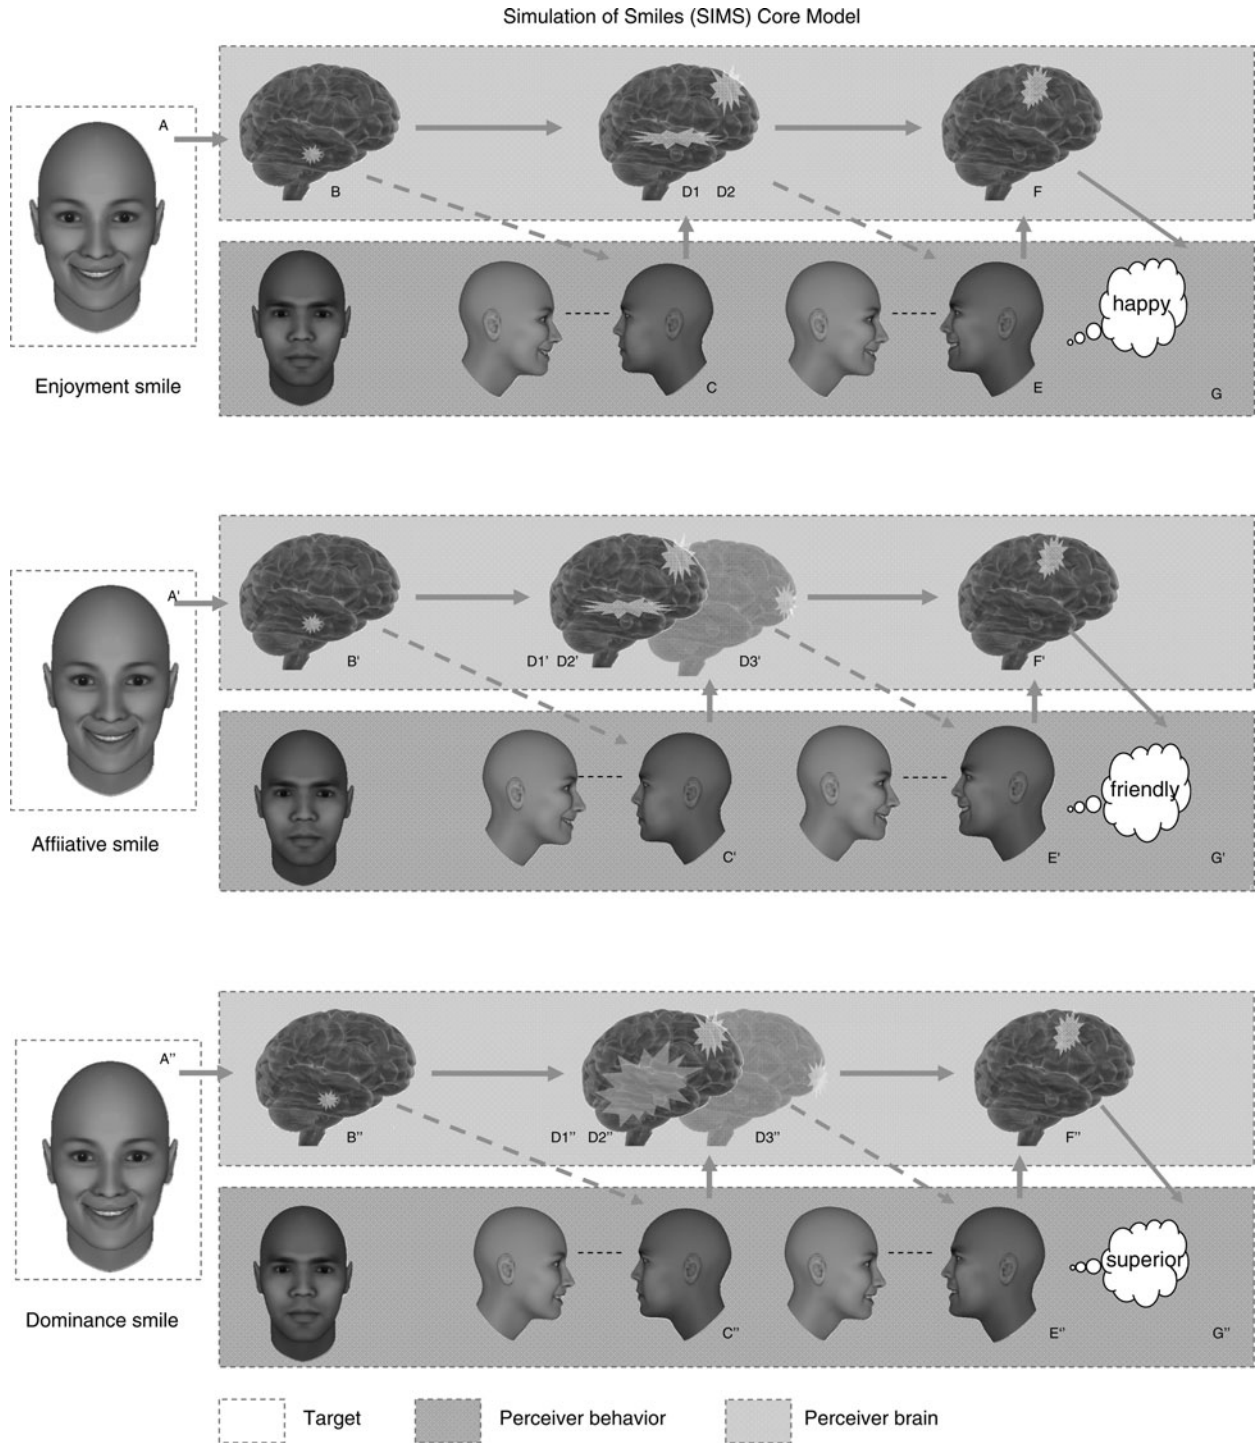 Simulation of Smiles (SIMS) Core Model
A
B
D1 D2
F
happy
C
E
G
Enjoyment smile
A'
B'
D1' D2'
D3'
F'
friendly
C'
E'
G'
Affiiative smile
A''
B''
D1'' D2''
D3''
F''
superior
C''
E''
G''
Dominance smile
Target
Perceiver behavior
Perceiver brain